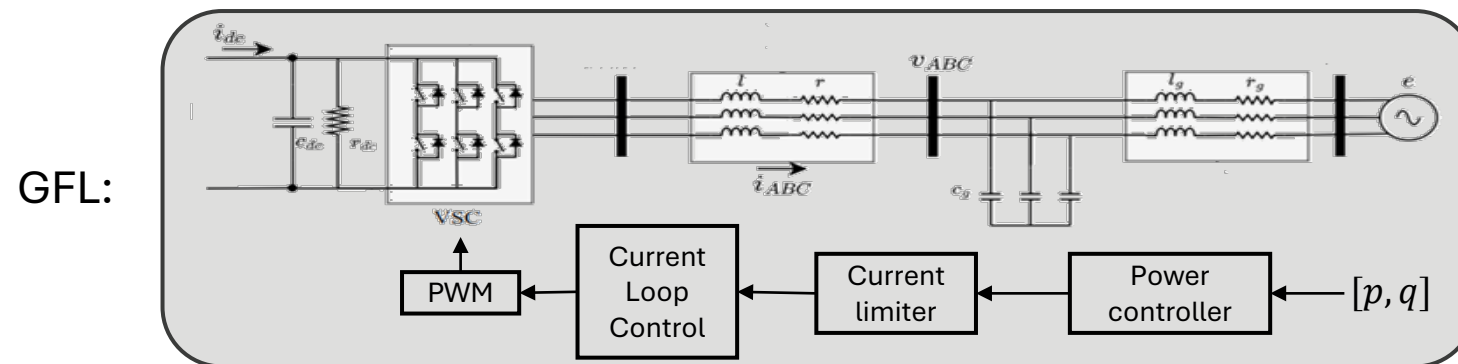 GFL:
i_dc
c_dc
r_dc
VSC
l
r
i_ABC
v_ABC
c_g
l_g
r_g
e
PWM
Current
Loop
Control
Current
limiter
Power
controller
[p, q]